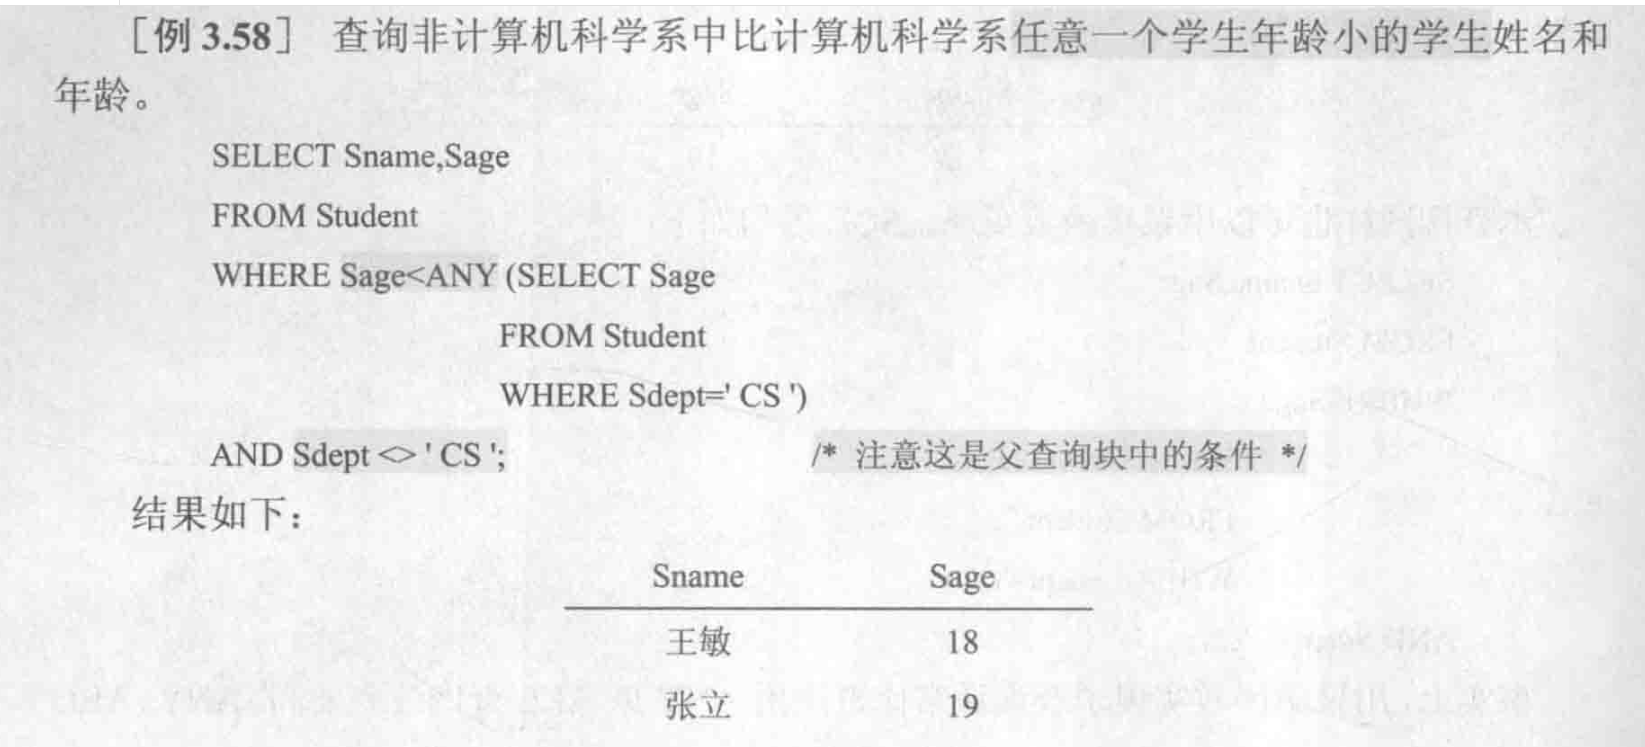 ［例 3.58］ 查询非计算机科学系中比计算机科学系任意一个学生年龄小的学生姓名和
年龄。
SELECT Sname,Sage
FROM Student
WHERE Sage<ANY (SELECT Sage
FROM Student
WHERE Sdept=' CS ')
AND Sdept <> ' CS '; /* 注意这是父查询块中的条件 */
结果如下：
Sname Sage
王敏 18
张立 19